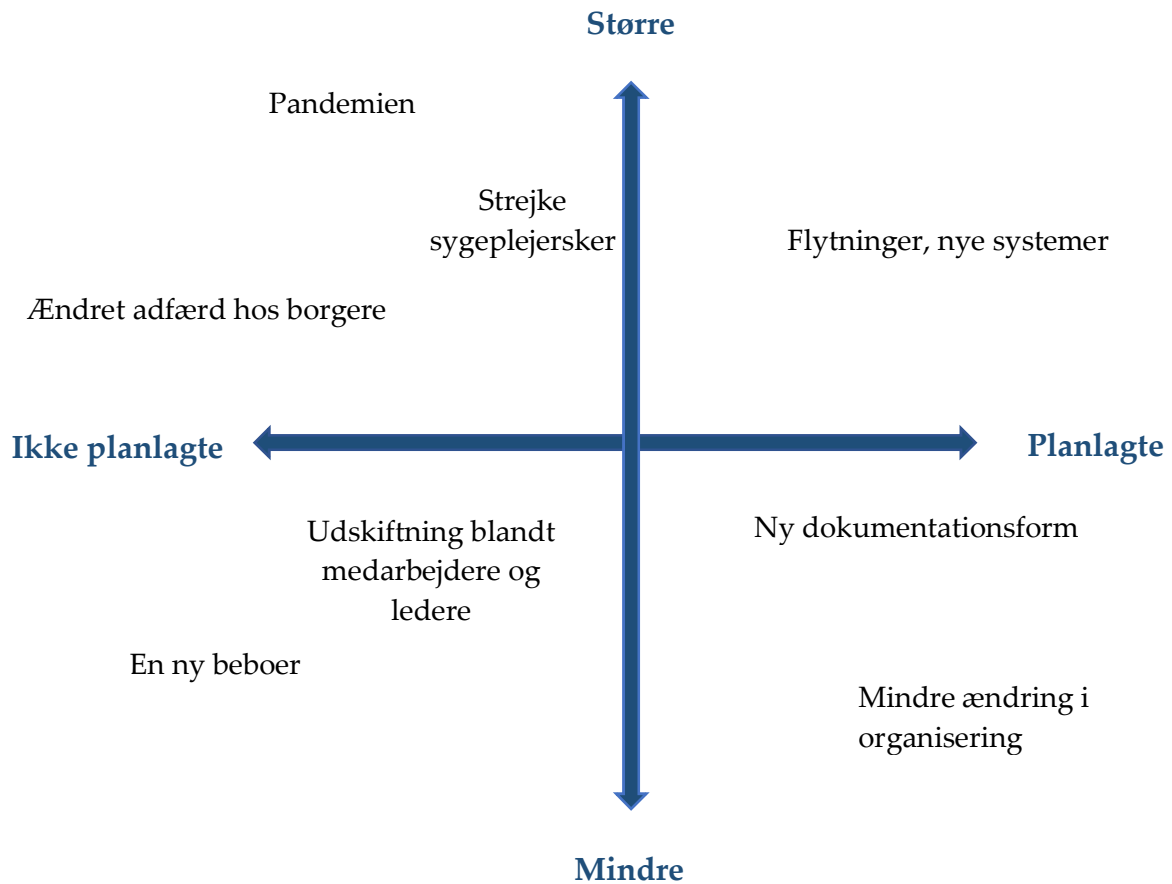 Større
Pandemien
Strejke
sygeplejersker
Flytninger, nye systemer
Ændret adfærd hos borgere
Ikke planlagte
Planlagte
Udskiftning blandt
medarbejdere og
ledere
Ny dokumentationsform
En ny beboer
Mindre ændring i
organisering
Mindre